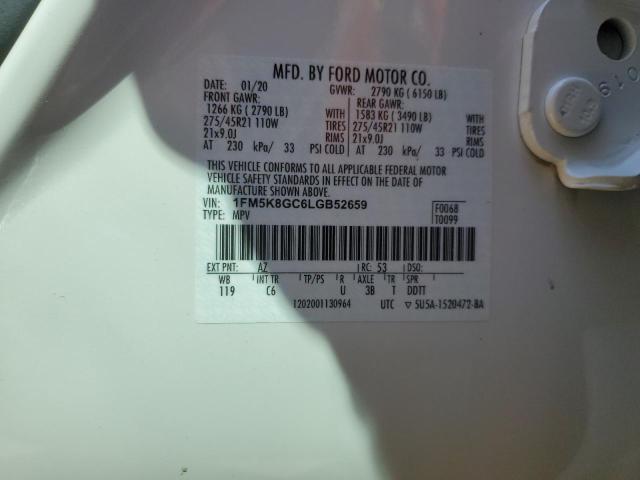 MFD. BY FORD MOTOR CO.
DATE: 01/20 GVWR: 2790 KG ( 6150 LB)
FRONT GAWR: REAR GAWR:
1266 KG ( 2790 LB) WITH 1583 KG ( 3490 LB) WITH
275/45R21 110W TIRES 275/45R21 110W TIRES
21x9.0J RIMS 21x9.0J RIMS
AT 230 kPa/ 33 PSI COLD AT 230 kPa/ 33 PSI COLD
THIS VEHICLE CONFORMS TO ALL APPLICABLE FEDERAL MOTOR
VEHICLE SAFETY STANDARDS IN EFFECT ON THE DATE OF
MANUFACTURE SHOWN ABOVE.
VIN: 1FM5K8GC6LGB52659 F0068
TYPE: MPV T0099
EXT PNT: AZ RC: 53 DSO:
WB INT TR TP/PS R AXLE TR SPR
119 C6 U 3B T DDTT
1202001130964 UTC ▽ 5U5A-1520472-BA